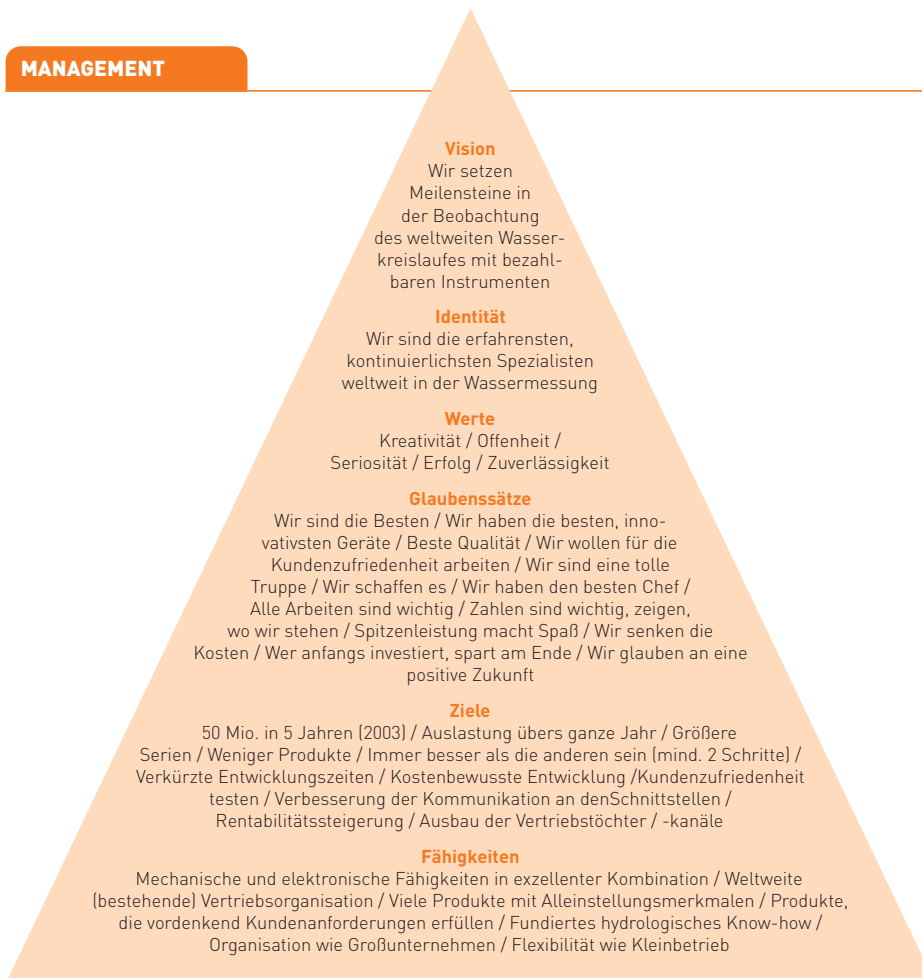 MANAGEMENT
Vision
Wir setzen
Meilensteine in
der Beobachtung
des weltweiten Wasser-
kreislaufes mit bezahl-
baren Instrumenten
Identität
Wir sind die erfahrensten,
kontinuierlichsten Spezialisten
weltweit in der Wassermessung
Werte
Kreativität / Offenheit /
Seriosität / Erfolg / Zuverlässigkeit
Glaubenssätze
Wir sind die Besten / Wir haben die besten, inno-
vativsten Geräte / Beste Qualität / Wir wollen für die
Kundenzufriedenheit arbeiten / Wir sind eine tolle
Truppe / Wir schaffen es / Wir haben den besten Chef /
Alle Arbeiten sind wichtig / Zahlen sind wichtig, zeigen,
wo wir stehen / Spitzenleistung macht Spaß / Wir senken die
Kosten / Wer anfangs investiert, spart am Ende / Wir glauben an eine
positive Zukunft
Ziele
50 Mio. in 5 Jahren (2003) / Auslastung übers ganze Jahr / Größere
Serien / Weniger Produkte / Immer besser als die anderen sein (mind. 2 Schritte) /
Verkürzte Entwicklungszeiten / Kostenbewusste Entwicklung /Kundenzufriedenheit
testen / Verbesserung der Kommunikation an denSchnittstellen /
Rentabilitätssteigerung / Ausbau der Vertriebstöchter / -kanäle
Fähigkeiten
Mechanische und elektronische Fähigkeiten in exzellenter Kombination / Weltweite
(bestehende) Vertriebsorganisation / Viele Produkte mit Alleinstellungsmerkmalen / Produkte,
die vordenkend Kundenanforderungen erfüllen / Fundiertes hydrologisches Know-how /
Organisation wie Großunternehmen / Flexibilität wie Kleinbetrieb